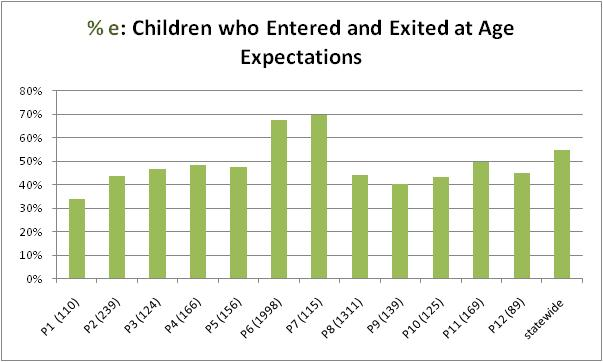 % e: Children who Entered and Exited at Age
Expectations
80%
70%
60%
50%
40%
30%
20%
10%
0%
P1 (110)
P2 (239)
P3 (124)
P4 (166)
P5 (156)
P6 (1998)
P7 (115)
P8 (1311)
P9 (139)
P10 (125)
P11 (169)
P12 (89)
statewide